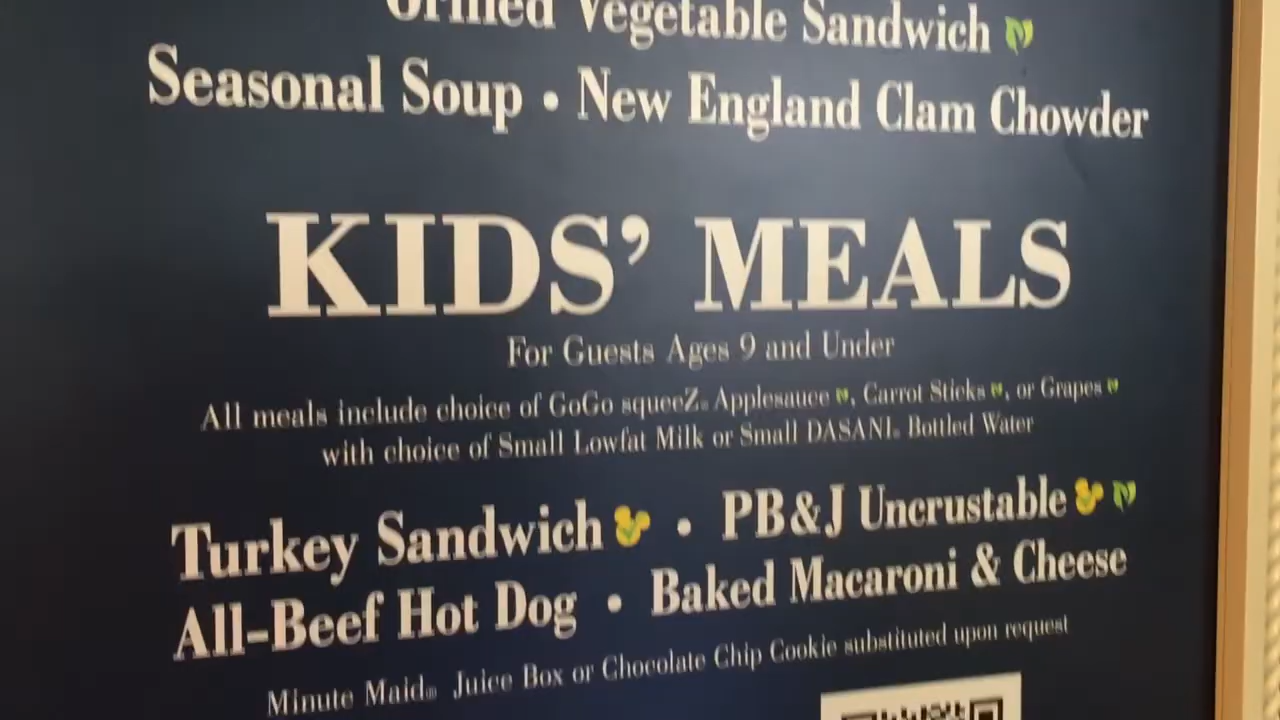 Grilled Vegetable Sandwich
Seasonal Soup • New England Clam Chowder
KIDS' MEALS
For Guests Ages 9 and Under
All meals include choice of GoGo squeeZ® Applesauce, Carrot Sticks, or Grapes
with choice of Small Lowfat Milk or Small DASANI® Bottled Water
Turkey Sandwich • PB&J Uncrustable
All-Beef Hot Dog • Baked Macaroni & Cheese
Minute Maid® Juice Box or Chocolate Chip Cookie substituted upon request